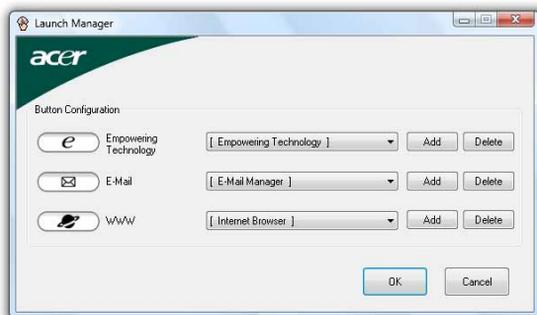 Launch Manager
acer
Button Configuration
e Empowering Technology [ Empowering Technology ] Add Delete
E-Mail [ E-Mail Manager ] Add Delete
WWW [ Internet Browser ] Add Delete
OK Cancel